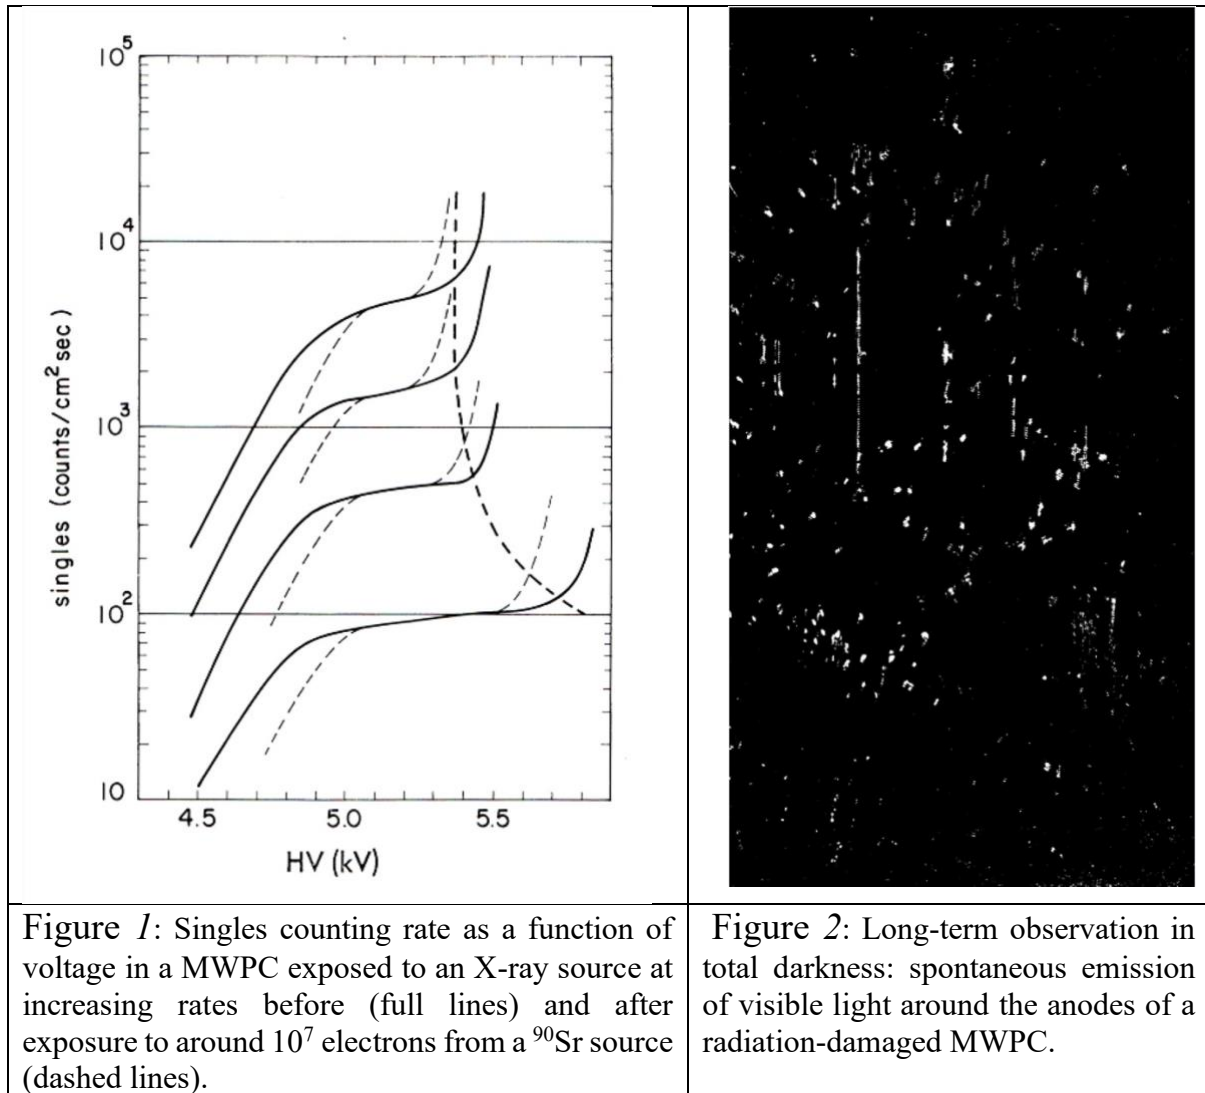 10⁵
10⁴
10³
10²
10
singles (counts/cm² sec)
4.5 5.0 5.5
HV (kV)
Figure 1: Singles counting rate as a function of
voltage in a MWPC exposed to an X-ray source at
increasing rates before (full lines) and after
exposure to around 10⁷ electrons from a ⁹⁰Sr source
(dashed lines).
Figure 2: Long-term observation in
total darkness: spontaneous emission
of visible light around the anodes of a
radiation-damaged MWPC.